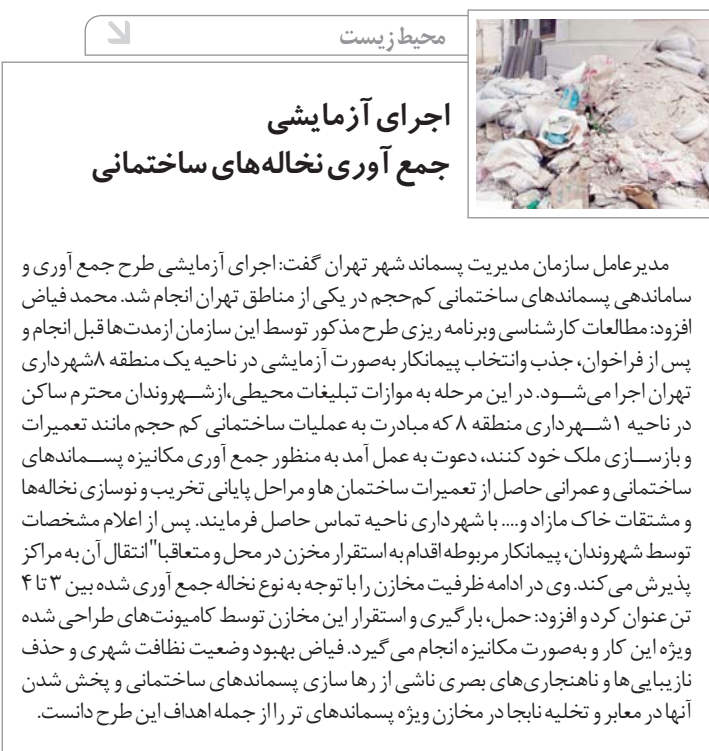 محیط زیست
اجرای آزمایشی
جمع آوری نخاله‌های ساختمانی
مدیرعامل سازمان مدیریت پسماند شهر تهران گفت: اجرای آزمایشی طرح جمع آوری و
ساماندهی پسماندهای ساختمانی کم‌حجم در یکی از مناطق تهران انجام شد. محمد فیاض
افزود: مطالعات کارشناسی وبرنامه ریزی طرح مذکور توسط این سازمان ازمدت‌ها قبل انجام و
پس از فراخوان، جذب وانتخاب پیمانکار به‌صورت آزمایشی در ناحیه یک منطقه ۸شهرداری
تهران اجرا می‌شود. در این مرحله به موازات تبلیغات محیطی،ازشهروندان محترم ساکن
در ناحیه ۱شهرداری منطقه ۸ که مبادرت به عملیات ساختمانی کم حجم مانند تعمیرات
و بازسازی ملک خود کنند، دعوت به عمل آمد به منظور جمع آوری مکانیزه پسماندهای
ساختمانی و عمرانی حاصل از تعمیرات ساختمان ها و مراحل پایانی تخریب و نوسازی نخاله‌ها
و مشتقات خاک مازاد و.... با شهرداری ناحیه تماس حاصل فرمایند. پس از اعلام مشخصات
توسط شهروندان، پیمانکار مربوطه اقدام به استقرار مخزن در محل و متعاقبا"انتقال آن به مراکز
پذیرش می کند. وی در ادامه ظرفیت مخازن را با توجه به نوع نخاله جمع آوری شده بین ۳ تا ۴
تن عنوان کرد و افزود: حمل، بارگیری و استقرار این مخازن توسط کامیونت‌های طراحی شده
ویژه این کار و به‌صورت مکانیزه انجام می گیرد. فیاض بهبود وضعیت نظافت شهری و حذف
نازیبایی‌ها و ناهنجاری‌های بصری ناشی از رها سازی پسماندهای ساختمانی و پخش شدن
آنها در معابر و تخلیه نابجا در مخازن ویژه پسماندهای تر را از جمله اهداف این طرح دانست.